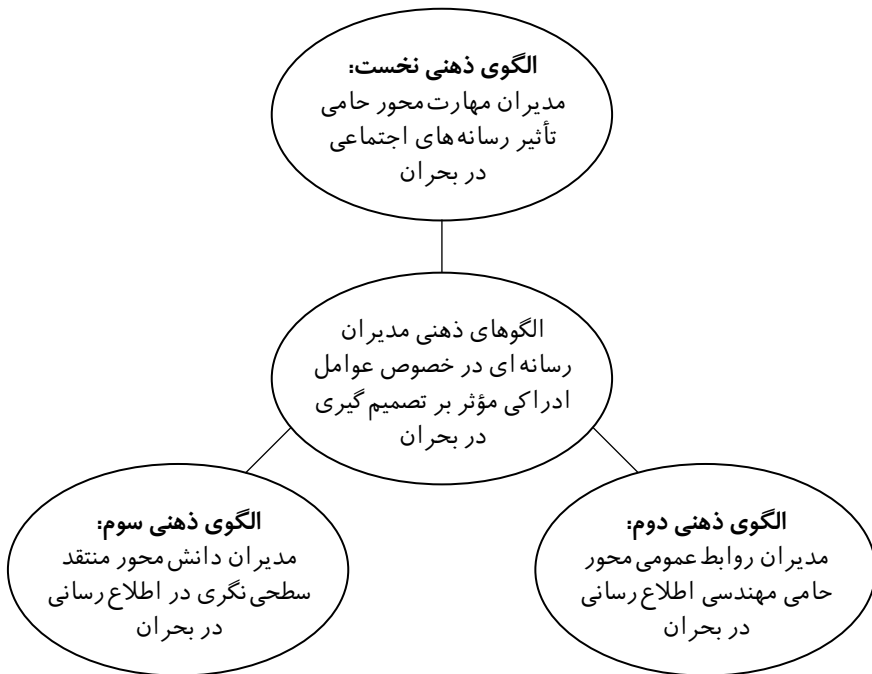 الگوی ذهنی نخست:
مدیران مهارت محور حامی
تأثیر رسانه های اجتماعی
در بحران
الگوهای ذهنی مدیران
رسانه ای در خصوص عوامل
ادراکی مؤثر بر تصمیم گیری
در بحران
الگوی ذهنی دوم:
مدیران روابط عمومی محور
حامی مهندسی اطلاع رسانی
در بحران
الگوی ذهنی سوم:
مدیران دانش محور منتقد
سطحی نگری در اطلاع رسانی
در بحران